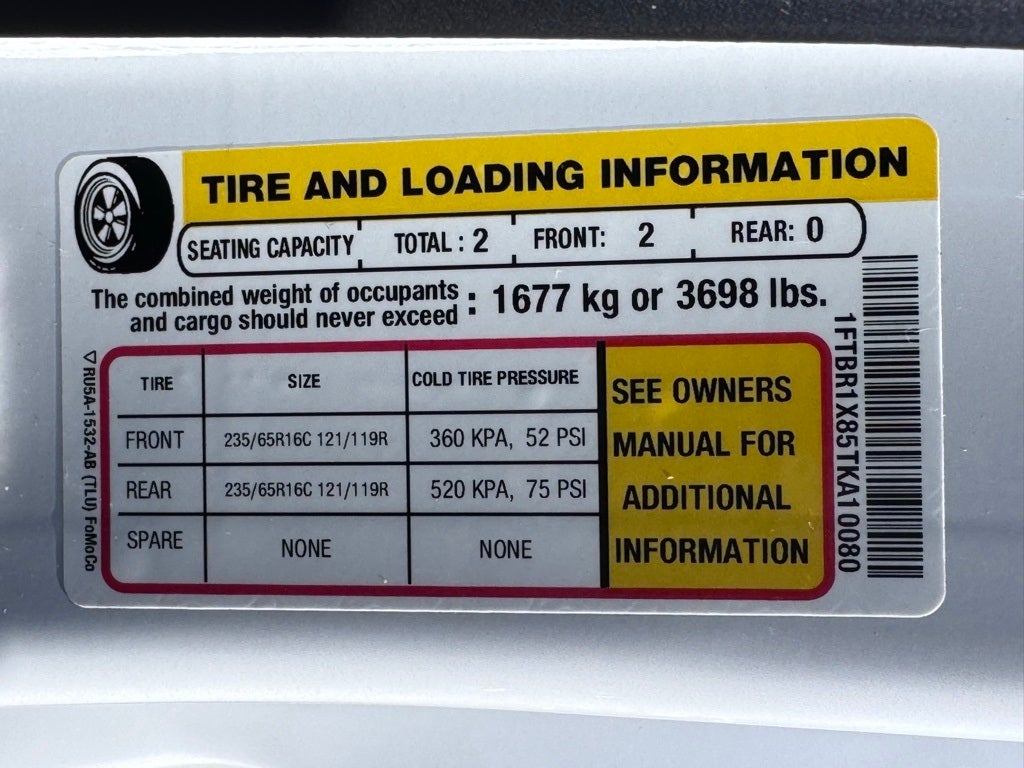 TIRE AND LOADING INFORMATION
SEATING CAPACITY TOTAL : 2 FRONT: 2 REAR: 0
The combined weight of occupants
and cargo should never exceed : 1677 kg or 3698 lbs.
TIRE SIZE COLD TIRE PRESSURE
FRONT 235/65R16C 121/119R 360 KPA, 52 PSI
REAR 235/65R16C 121/119R 520 KPA, 75 PSI
SPARE NONE NONE
SEE OWNERS
MANUAL FOR
ADDITIONAL
INFORMATION
▽RU5A-1532-AB (TLU) FoMoCo
1FTBR1X85TKA10080